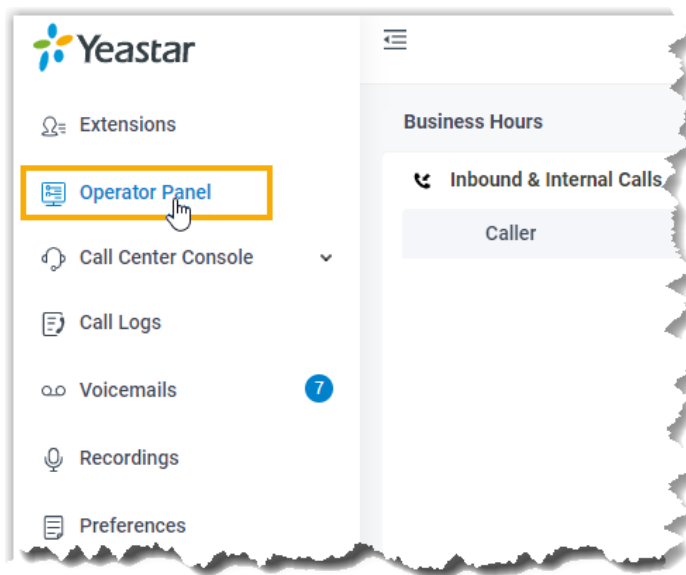 Yeastar
Extensions
Operator Panel
Call Center Console
Call Logs
Voicemails 7
Recordings
Preferences
Business Hours
Inbound & Internal Calls
Caller